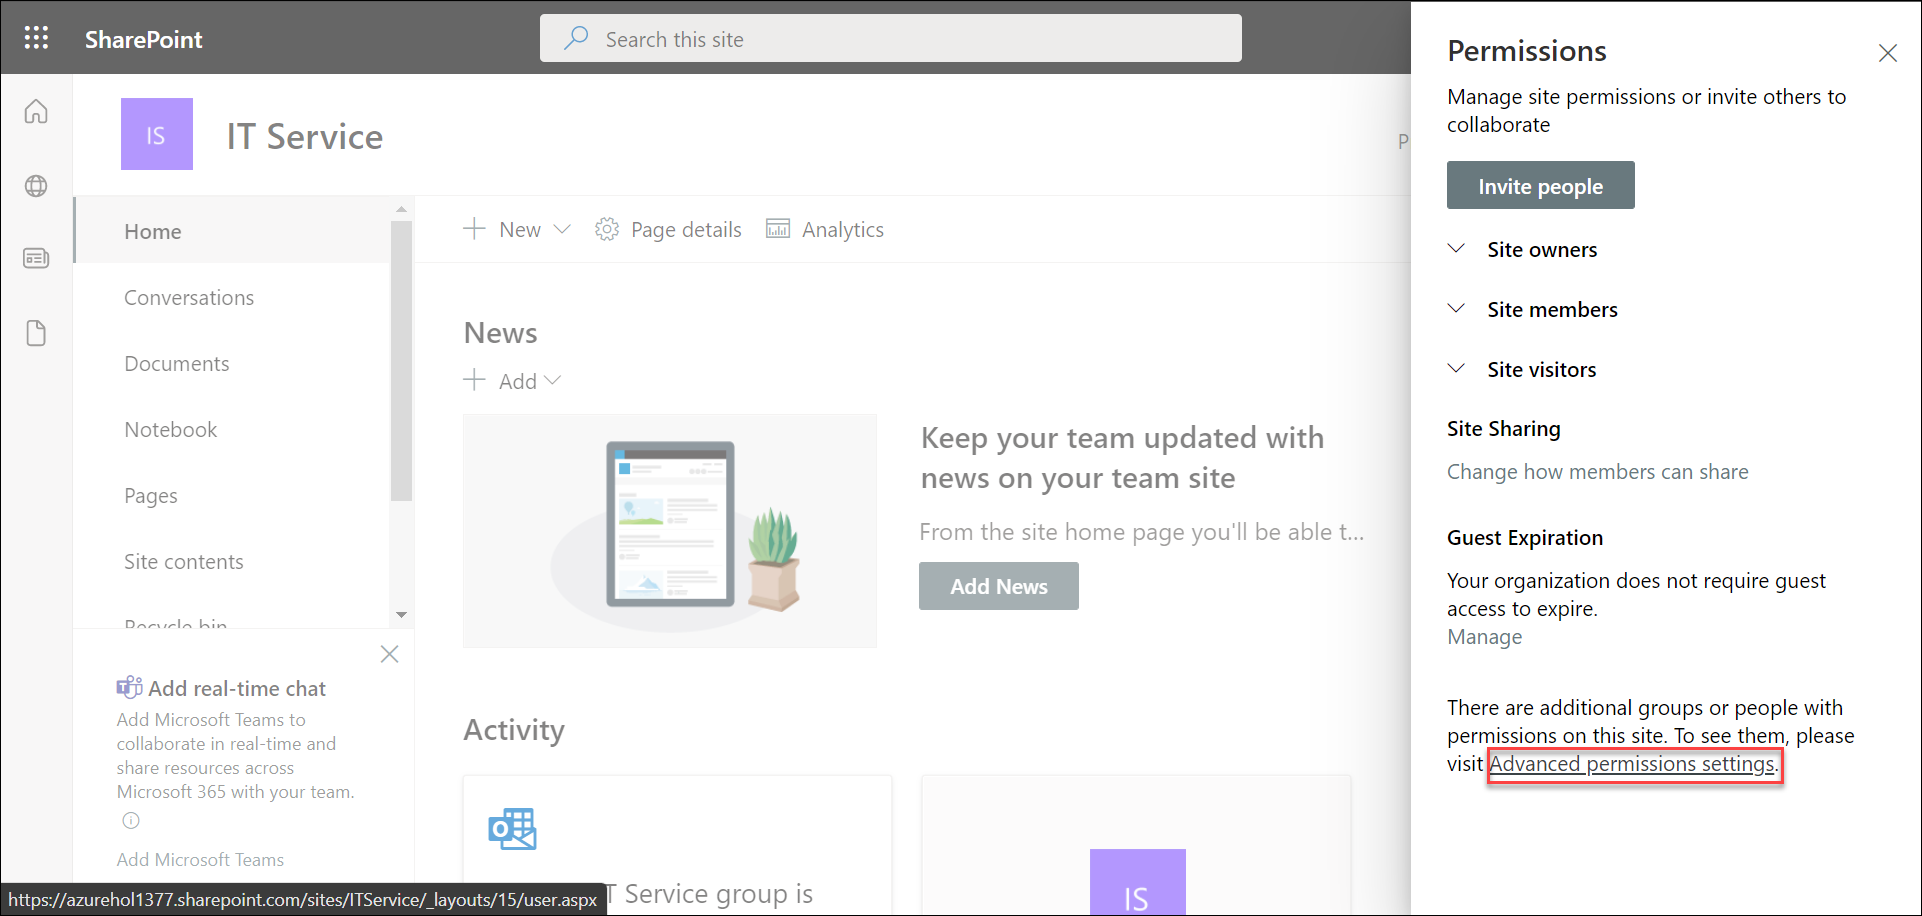 SharePoint
Search this site
IS
IT Service
P
Home
Conversations
Documents
Notebook
Pages
Site contents
Recycle bin
New
Page details
Analytics
News
Add
Keep your team updated with
news on your team site
From the site home page you'll be able t...
Add News
Activity
Add real-time chat
Add Microsoft Teams to
collaborate in real-time and
share resources across
Microsoft 365 with your team.
Add Microsoft Teams
T Service group is
IS
https://azurehol1377.sharepoint.com/sites/ITService/_layouts/15/user.aspx
Permissions
Manage site permissions or invite others to
collaborate
Invite people
Site owners
Site members
Site visitors
Site Sharing
Change how members can share
Guest Expiration
Your organization does not require guest
access to expire.
Manage
There are additional groups or people with
permissions on this site. To see them, please
visit Advanced permissions settings.